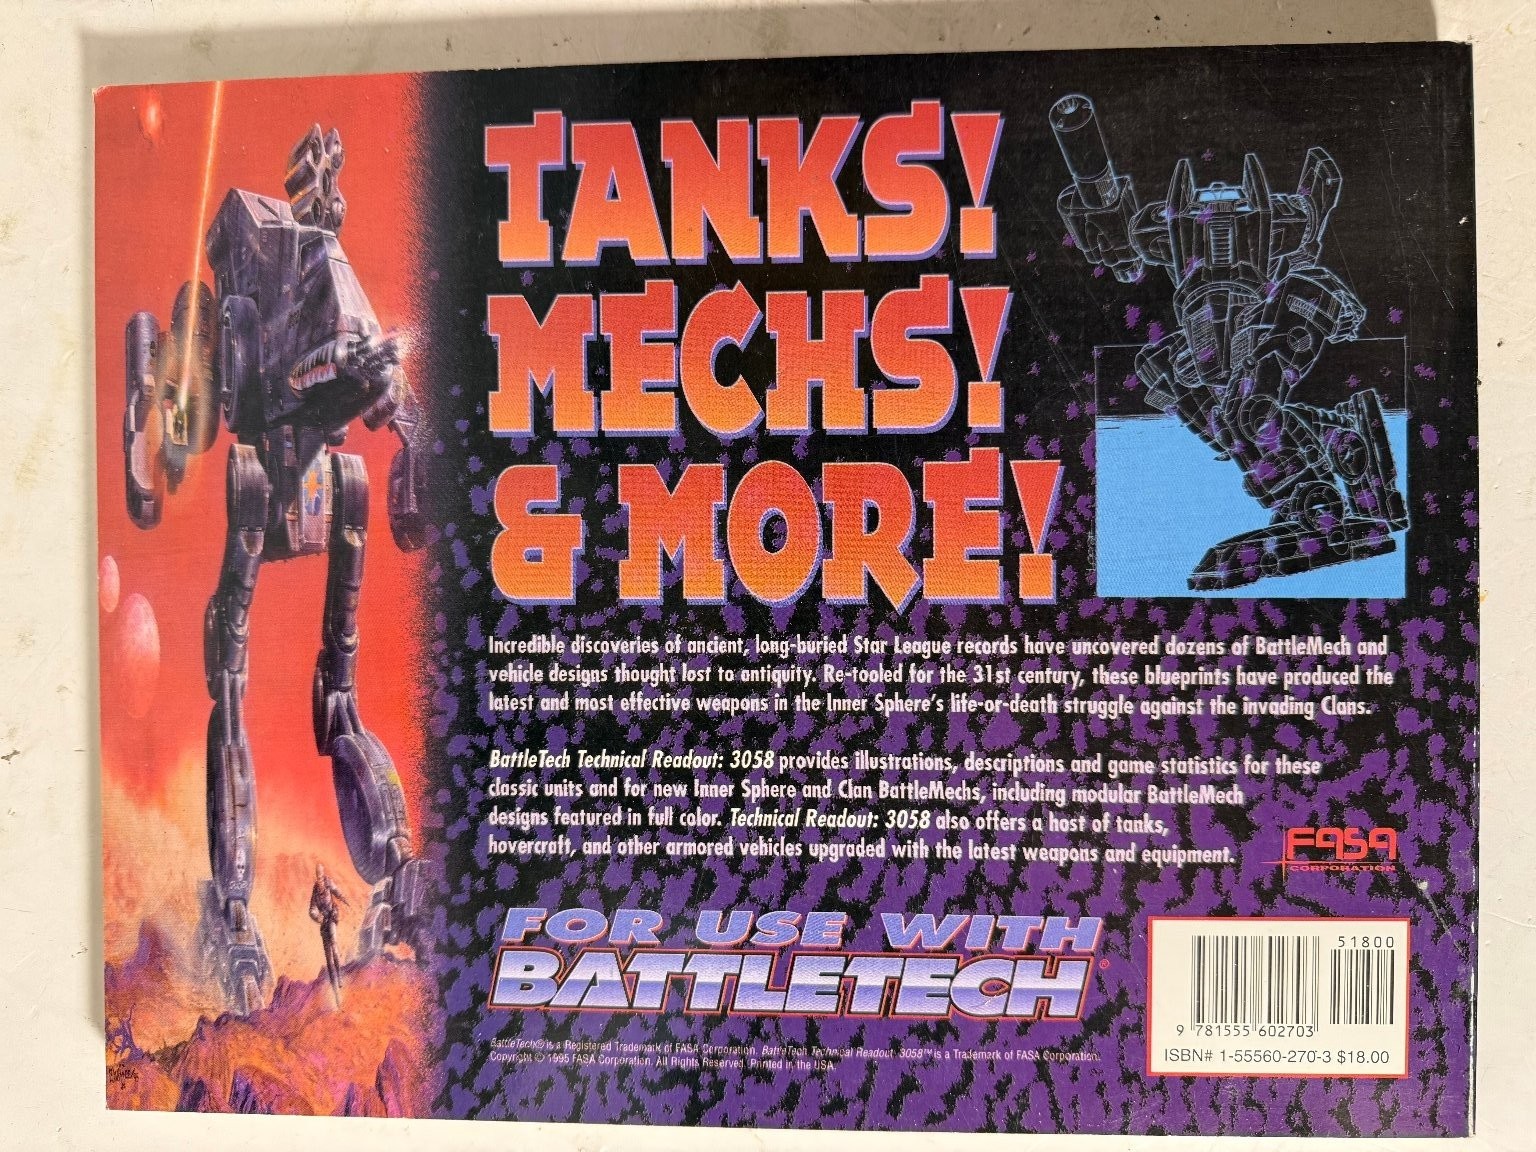 TANKS!
MECHS!
& MORE!
Incredible discoveries of ancient, long-buried Star League records have uncovered dozens of BattleMech and
vehicle designs thought lost to antiquity. Re-tooled for the 31st century, these blueprints have produced the
latest and most effective weapons in the Inner Sphere's life-or-death struggle against the invading Clans.
BattleTech Technical Readout: 3058 provides illustrations, descriptions and game statistics for these
classic units and for new Inner Sphere and Clan BattleMechs, including modular BattleMech
designs featured in full color. Technical Readout: 3058 also offers a host of tanks,
hovercraft, and other armored vehicles upgraded with the latest weapons and equipment.
FASA
CORPORATION
FOR USE WITH
BATTLETECH®
BattleTech® is a Registered Trademark of FASA Corporation. BattleTech Technical Readout: 3058™ is a Trademark of FASA Corporation.
Copyright © 1995 FASA Corporation. All Rights Reserved. Printed in the USA.
51800
9 781555 602703
ISBN# 1-55560-270-3 $18.00